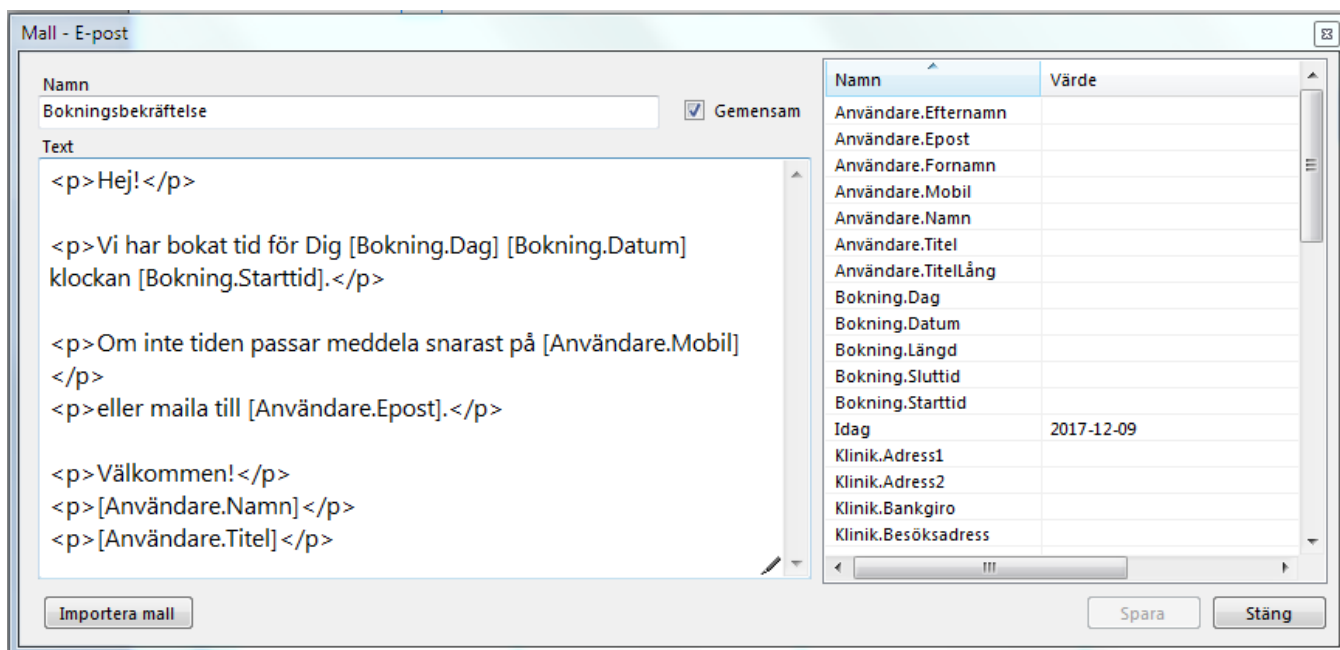 Mall - E-post
Namn
Bokningsbekräftelse
Gemensam
Text
<p>Hej!</p>
<p>Vi har bokat tid för Dig [Bokning.Dag] [Bokning.Datum]
klockan [Bokning.Starttid].</p>
<p>Om inte tiden passar meddela snarast på [Användare.Mobil]
</p>
<p>eller maila till [Användare.Epost].</p>
<p>Välkommen!</p>
<p>[Användare.Namn]</p>
<p>[Användare.Titel]</p>
Importera mall
Namn Värde
Användare.Efternamn
Användare.Epost
Användare.Fornamn
Användare.Mobil
Användare.Namn
Användare.Titel
Användare.TitelLång
Bokning.Dag
Bokning.Datum
Bokning.Längd
Bokning.Sluttid
Bokning.Starttid
Idag 2017-12-09
Klinik.Adress1
Klinik.Adress2
Klinik.Bankgiro
Klinik.Besöksadress
Spara Stäng